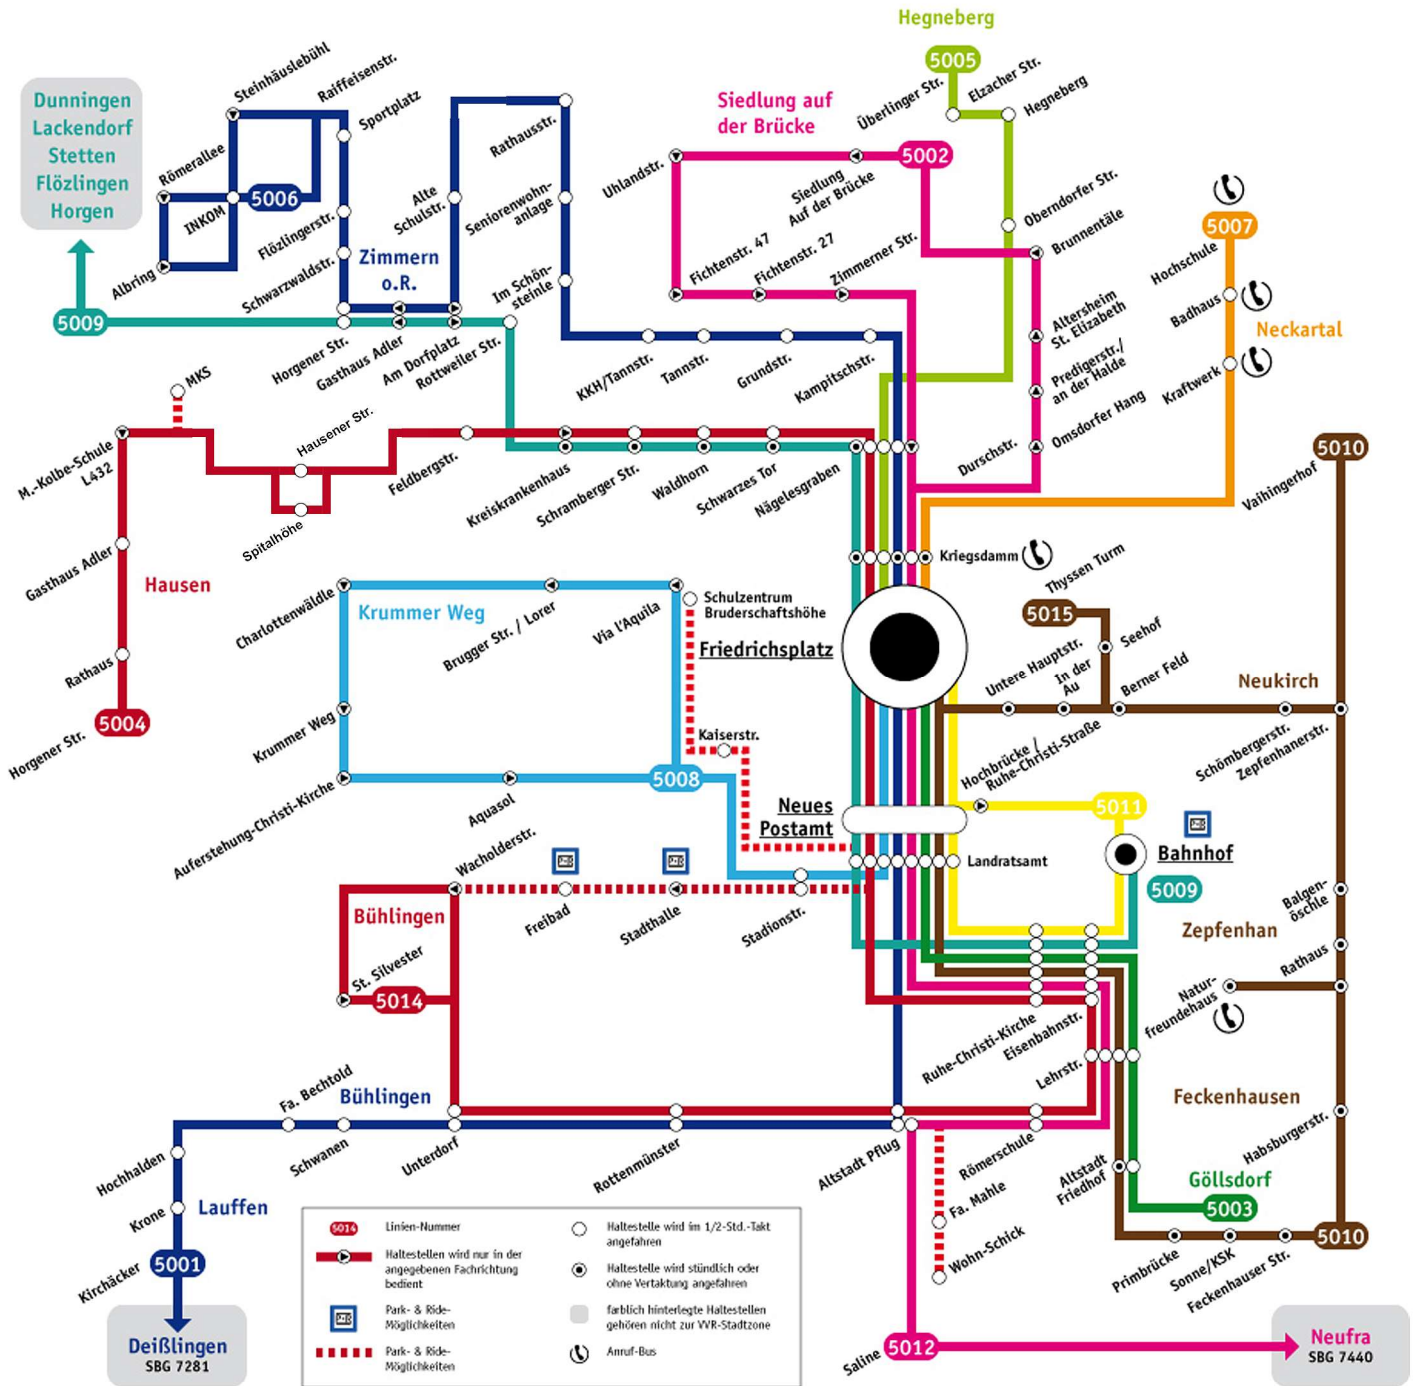 Hegneberg
5005
Überlinger Str.
Elzacher Str.
Hegneberg
Steinhäuslebühl
Raiffeisenstr.
Sportplatz
Dunningen
Lackendorf
Stetten
Flözlingen
Horgen
Römerallee
INKOM
5006
Albring
Flözlingerstr.
Schwarzwaldstr.
Zimmern
o.R.
Alte
Schulstr.
Rathausstr.
Seniorenwohn-
anlage
Im Schön-
steinle
Siedlung auf
der Brücke
5002
Uhlandstr.
Siedlung
Auf der Brücke
Fichtenstr. 47
Fichtenstr. 27
Zimmerner Str.
Oberndorfer Str.
Brunnentäle
Altersheim
St. Elizabeth
Predigerstr./
an der Halde
Omsdorfer Hang
Durschstr.
5007
Hochschule
Badhaus
Neckartal
Kraftwerk
5009
Horgener Str.
Gasthaus Adler
Am Dorfplatz
Rottweiler Str.
KKH/Tannstr.
Tannstr.
Grundstr.
Kampitschstr.
MKS
M.-Kolbe-Schule
L432
Hausener Str.
Spitalhöhe
Feldbergstr.
Kreiskrankenhaus
Schramberger Str.
Waldhorn
Schwarzes Tor
Nägelesgraben
5010
Vaihingerhof
Gasthaus Adler
Hausen
Rathaus
5004
Horgener Str.
Kriegsdamm
Thyssen Turm
5015
Seehof
Untere Hauptstr.
In der
Au
Berner Feld
Neukirch
Schömbergerstr.
Zepfenhanerstr.
Charlottenwäldle
Krummer Weg
Brugger Str. / Lorer
Via l'Aquila
Schulzentrum
Bruderschaftshöhe
Friedrichsplatz
Krummer Weg
Kaiserstr.
Auferstehung-Christi-Kirche
Aquasol
5008
Hochbrücke /
Ruhe-Christi-Straße
Neues
Postamt
5011
Bahnhof
5009
Landratsamt
Wacholderstr.
Bühlingen
Freibad
Stadthalle
Stadionstr.
St. Silvester
5014
Balgen-
öschle
Zepfenhan
Rathaus
Natur-
freundehaus
Ruhe-Christi-Kirche
Eisenbahnstr.
Lehrstr.
Feckenhausen
Habsburgerstr.
Fa. Bechtold
Bühlingen
Schwanen
Unterdorf
Rottenmünster
Altstadt Pflug
Römerschule
Altstadt
Friedhof
Hochhalden
Krone
Lauffen
Kirchäcker
5001
Deißlingen
SBG 7281
Fa. Mahle
Wohn-Schick
Göllsdorf
5003
Primbrücke
Sonne/KSK
Feckenhauser Str.
5010
Saline
5012
Neufra
SBG 7440
5014
Linien-Nummer
Haltestellen wird nur in der
angegebenen Fachrichtung
bedient
Park- & Ride-
Möglichkeiten
Park- & Ride-
Möglichkeiten
Haltestelle wird im 1/2-Std.-Takt
angefahren
Haltestelle wird stündlich oder
ohne Vertaktung angefahren
farblich hinterlegte Haltestellen
gehören nicht zur VVR-Stadtzone
Anruf-Bus